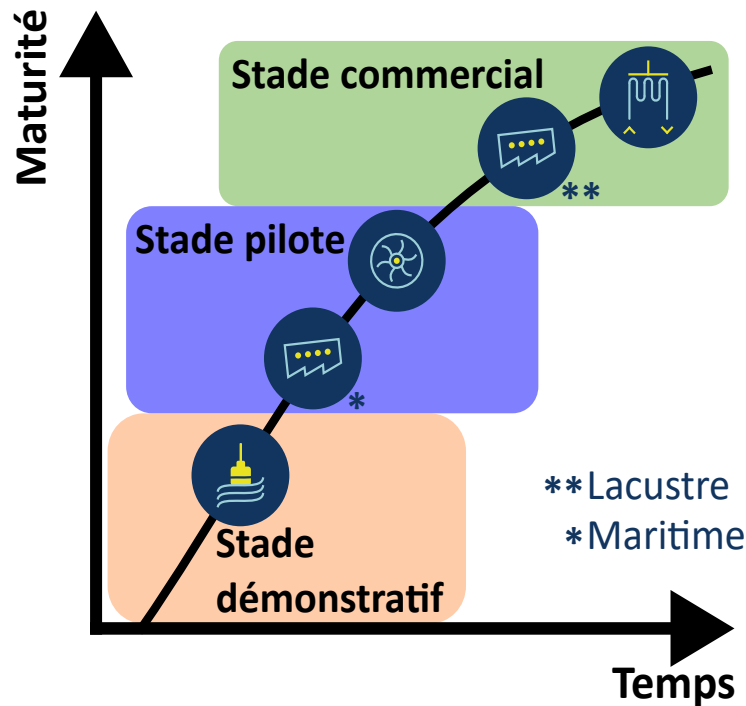 Maturité
Stade commercial
**
Stade pilote
*
Stade
démonstratif
**Lacustre
*Maritime
Temps